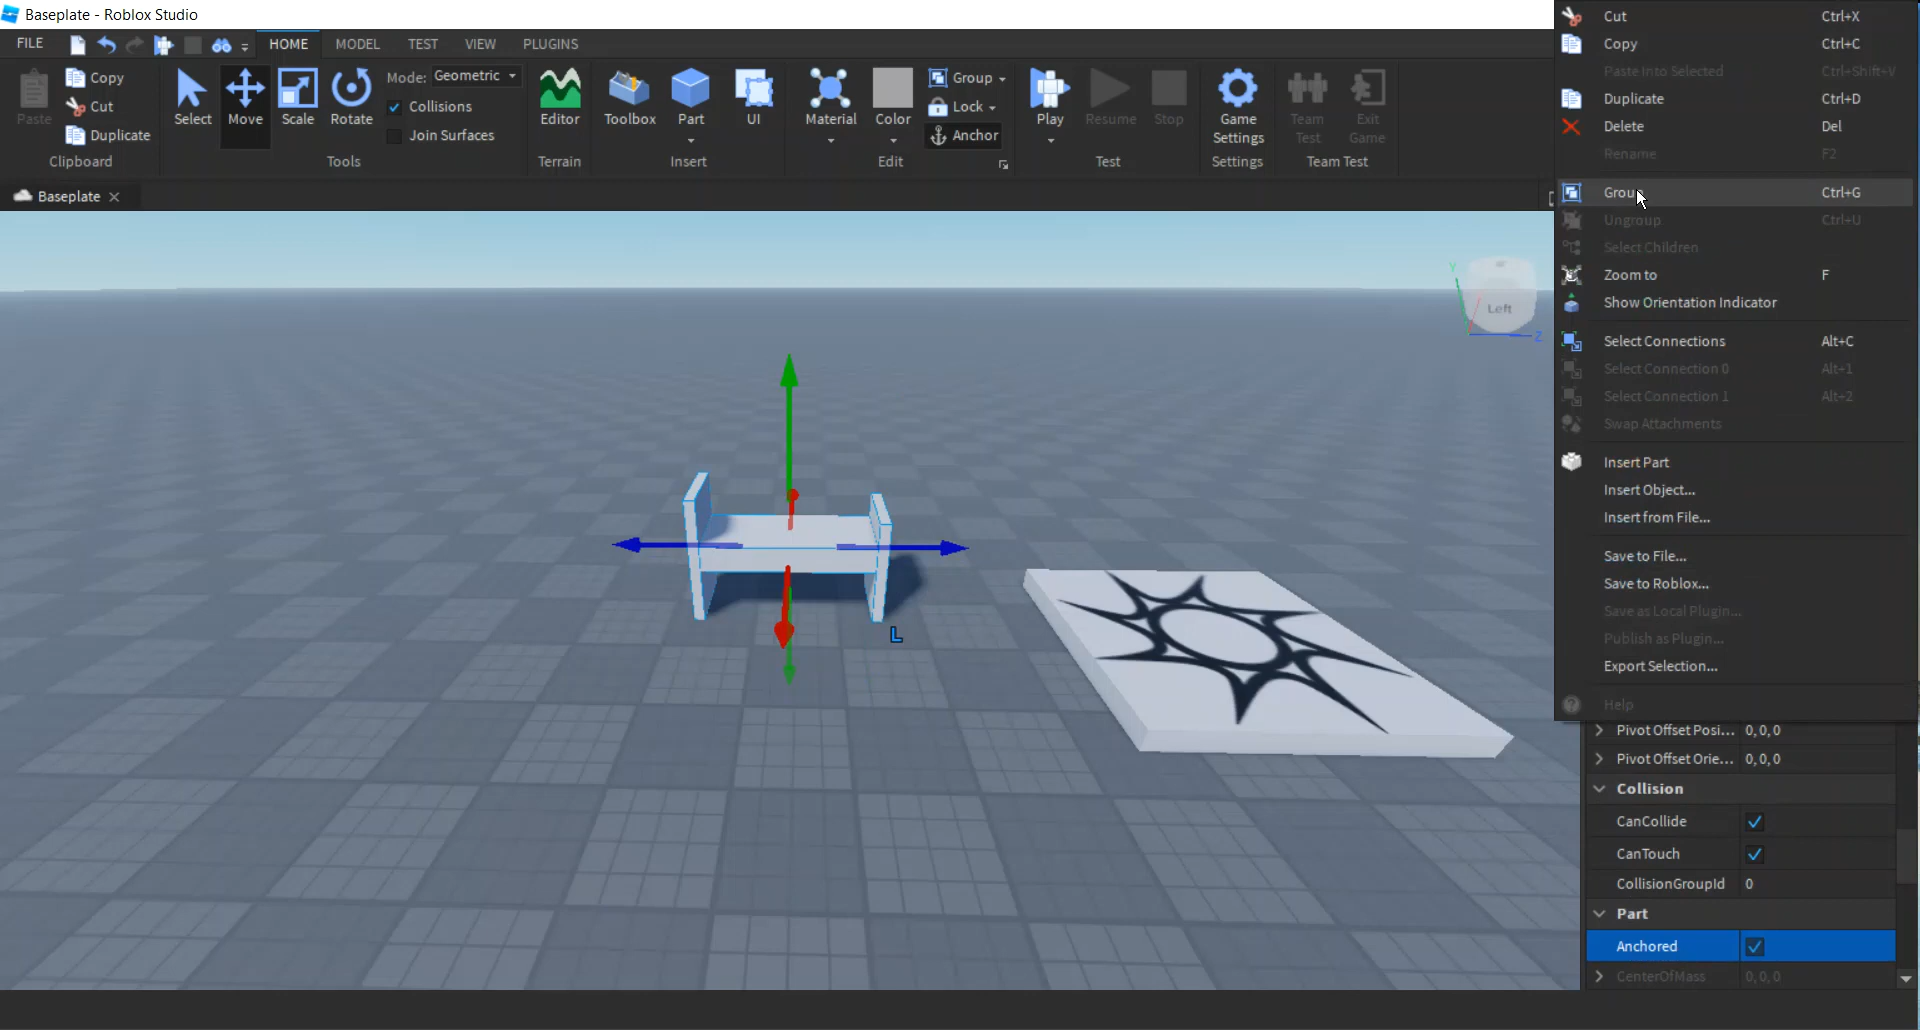 Baseplate - Roblox Studio
FILE
HOME
MODEL
TEST
VIEW
PLUGINS
Paste
Copy
Cut
Duplicate
Clipboard
Select
Move
Scale
Rotate
Mode: Geometric
Collisions
Join Surfaces
Tools
Editor
Terrain
Toolbox
Part
UI
Insert
Material
Color
Group
Lock
Anchor
Edit
Play
Resume
Stop
Test
Game
Settings
Settings
Team
Test
Exit
Game
Team Test
Baseplate
Y
Left
Z
L
Cut Ctrl+X
Copy Ctrl+C
Paste Into Selected Ctrl+Shift+V
Duplicate Ctrl+D
Delete Del
Rename F2
Group Ctrl+G
Ungroup Ctrl+U
Select Children
Zoom to F
Show Orientation Indicator
Select Connections Alt+C
Select Connection 0 Alt+1
Select Connection 1 Alt+2
Swap Attachments
Insert Part
Insert Object...
Insert from File...
Save to File...
Save to Roblox...
Save as Local Plugin...
Publish as Plugin...
Export Selection...
Help
Pivot Offset Posi... 0, 0, 0
Pivot Offset Orie... 0, 0, 0
Collision
CanCollide
CanTouch
CollisionGroupId 0
Part
Anchored
CenterOfMass 0, 0, 0